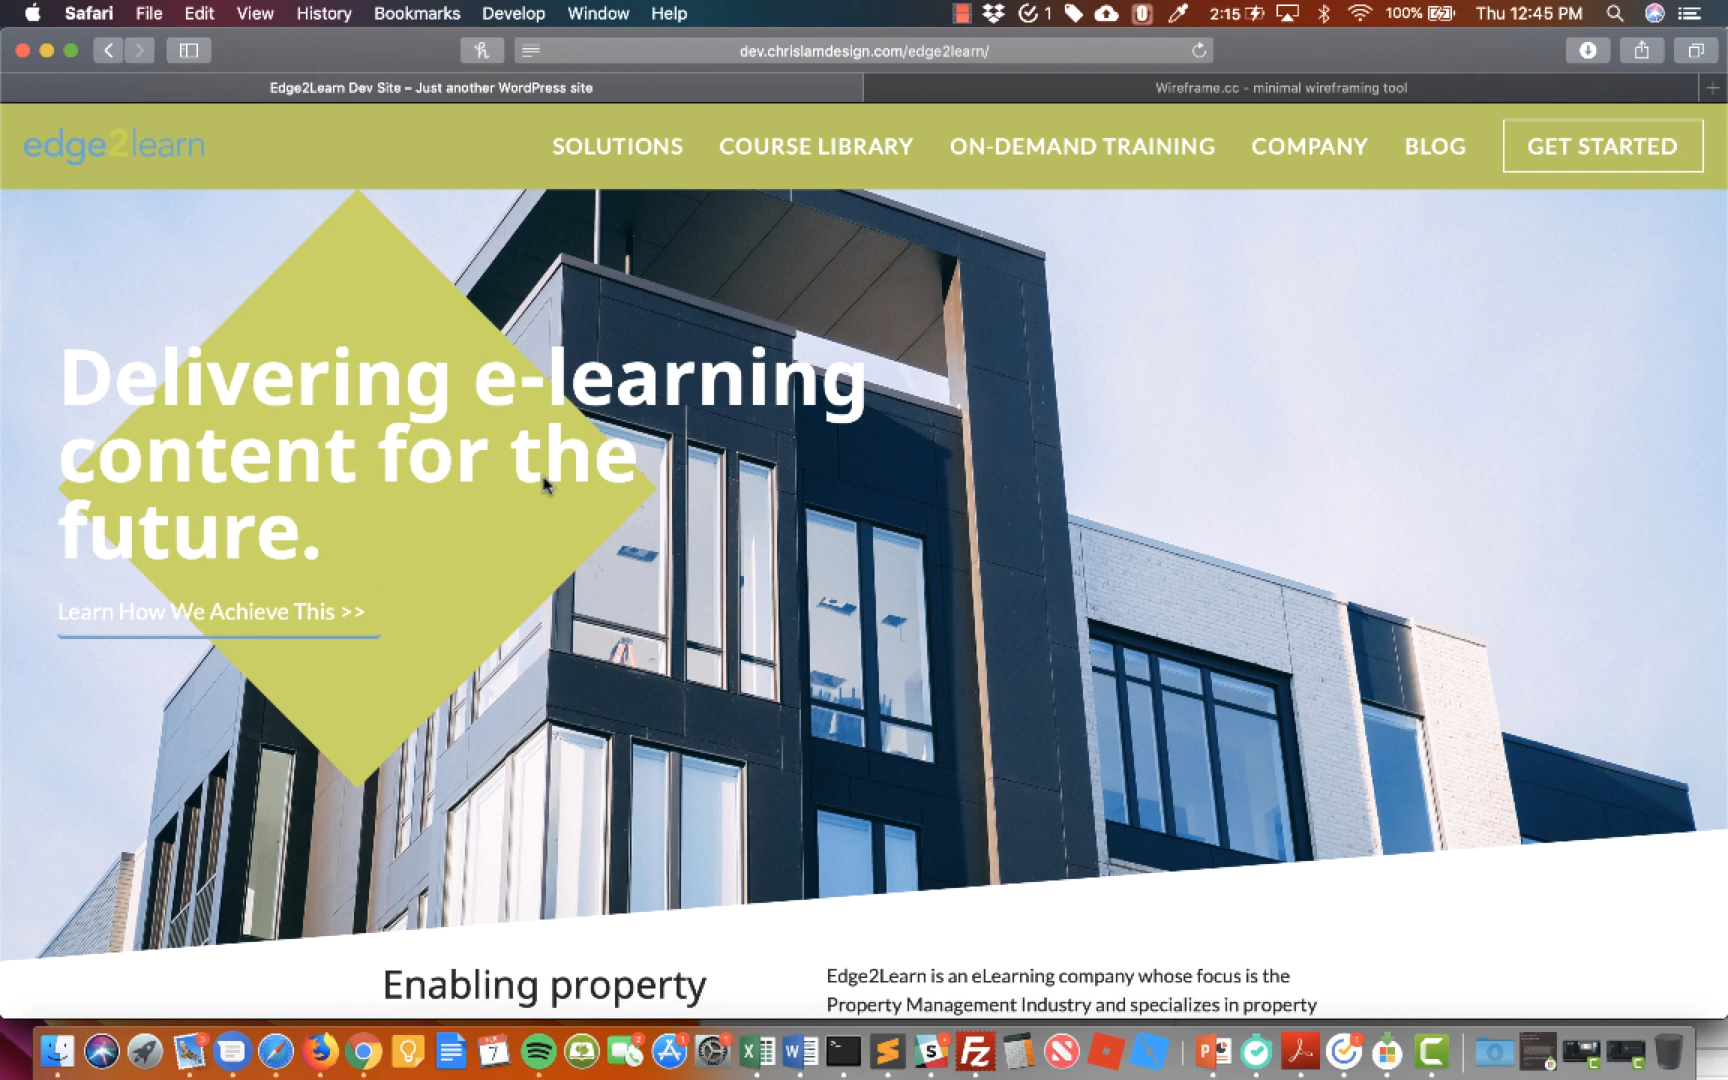 Safari File Edit View History Bookmarks Develop Window Help 1 2:15 100% Thu 12:45 PM
dev.chrislamdesign.com/edge2learn/
Edge2Learn Dev Site – Just another WordPress site
Wireframe.cc - minimal wireframing tool
edge2learn SOLUTIONS COURSE LIBRARY ON-DEMAND TRAINING COMPANY BLOG GET STARTED
Delivering e-learning
content for the
future.
Learn How We Achieve This >>
Enabling property
Edge2Learn is an eLearning company whose focus is the
Property Management Industry and specializes in property